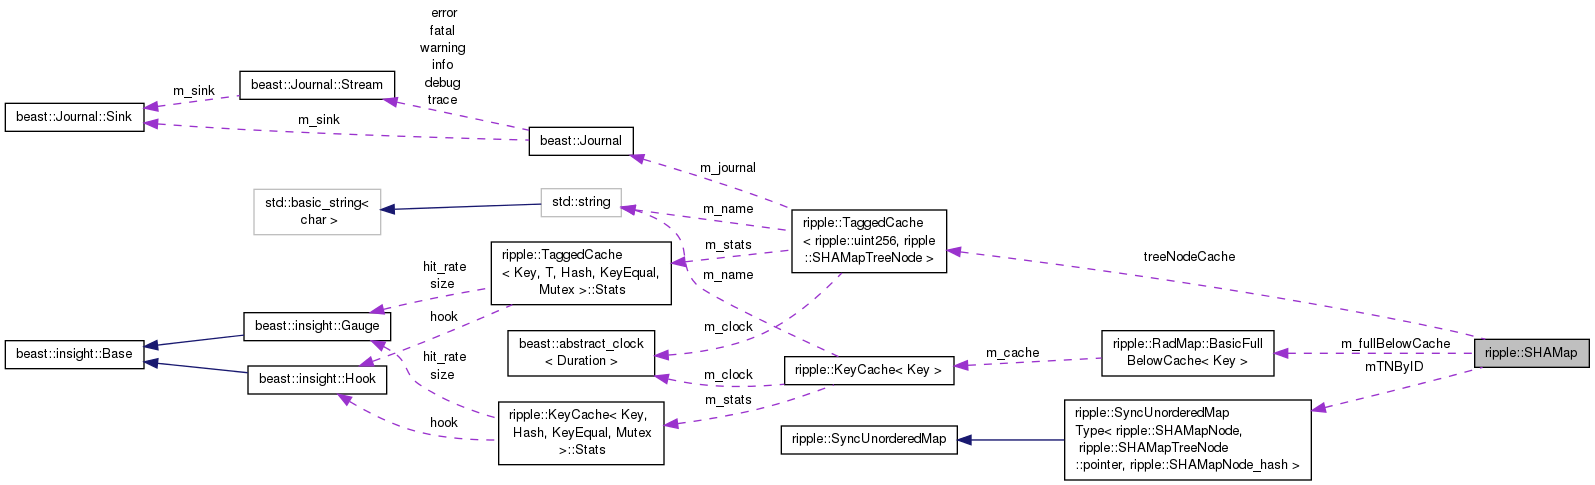 error
fatal
warning
info
debug
trace
beast::Journal::Stream
m_sink
beast::Journal::Sink
m_sink
beast::Journal
m_journal
std::basic_string<
char >
std::string
m_name
ripple::TaggedCache
< ripple::uint256, ripple
::SHAMapTreeNode >
m_stats
ripple::TaggedCache
< Key, T, Hash, KeyEqual,
Mutex >::Stats
treeNodeCache
hit_rate
size
m_name
hook
beast::insight::Gauge
m_clock
beast::abstract_clock
< Duration >
beast::insight::Base
ripple::RadMap::BasicFull
BelowCache< Key >
m_fullBelowCache
ripple::SHAMap
m_cache
mTNByID
hit_rate
size
beast::insight::Hook
m_clock
ripple::KeyCache< Key >
m_stats
hook
ripple::KeyCache< Key,
Hash, KeyEqual, Mutex
>::Stats
ripple::SyncUnorderedMap
ripple::SyncUnorderedMap
Type< ripple::SHAMapNode,
ripple::SHAMapTreeNode
::pointer, ripple::SHAMapNode_hash >